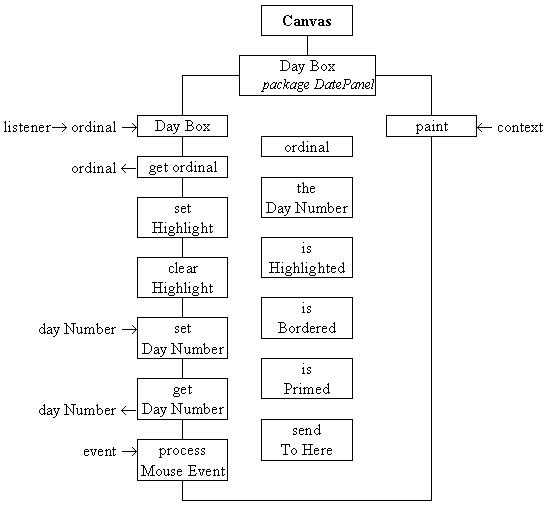 Canvas
Day Box
package DatePanel
listener→ ordinal → Day Box
paint ← context
ordinal
ordinal ← get ordinal
the
Day Number
set
Highlight
is
Highlighted
clear
Highlight
is
Bordered
day Number → set
Day Number
is
Primed
day Number ← get
Day Number
send
To Here
event → process
Mouse Event